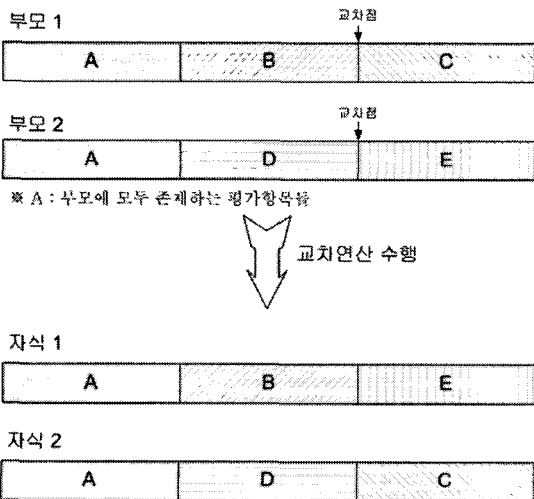 부모 1
교차점
A B C
부모 2
교차점
A D E
※ A : 부모에 모두 존재하는 평가항목들
교차연산 수행
자식 1
A B E
자식 2
A D C